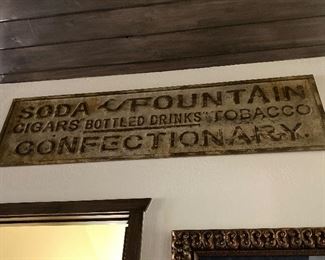 SODA FOUNTAIN
CIGARS BOTTLED DRINKS TOBACCO
CONFECTIONARY